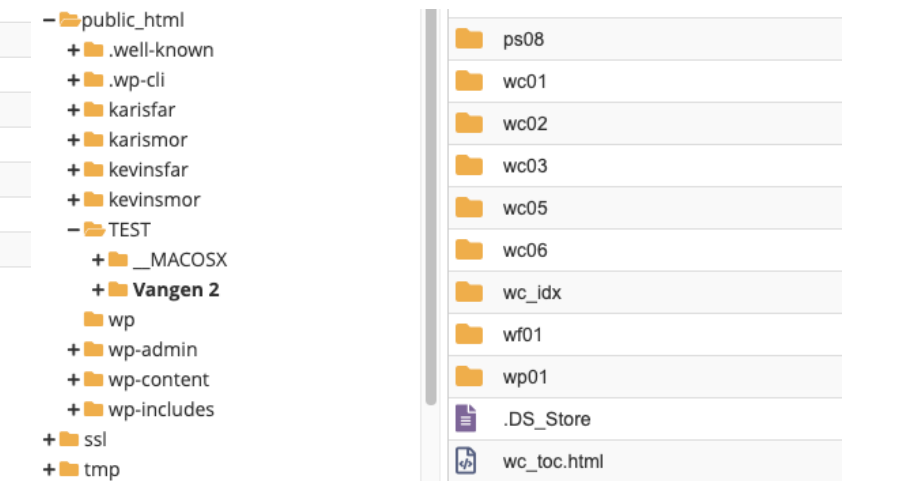 public_html
.well-known
.wp-cli
karisfar
karismor
kevinsfar
kevinsmor
TEST
__MACOSX
Vangen 2
wp
wp-admin
wp-content
wp-includes
ssl
tmp
ps08
wc01
wc02
wc03
wc05
wc06
wc_idx
wf01
wp01
.DS_Store
wc_toc.html